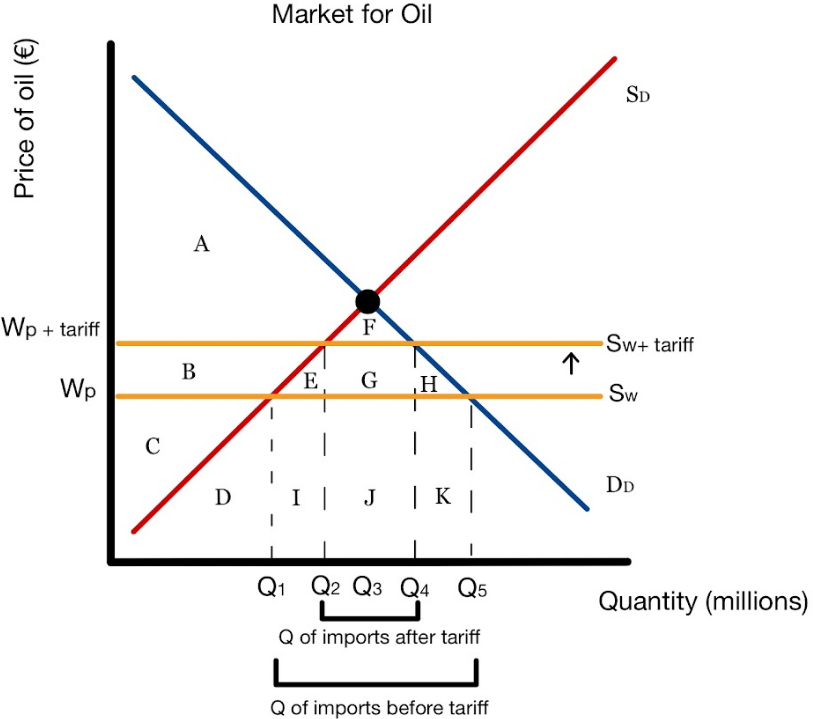 Market for Oil
Price of oil (€)
SD
A
F
Wp + tariff
Sw+ tariff
B
E
G
H
Wp
Sw
C
D
I
J
K
DD
Q1
Q2
Q3
Q4
Q5
Quantity (millions)
Q of imports after tariff
Q of imports before tariff